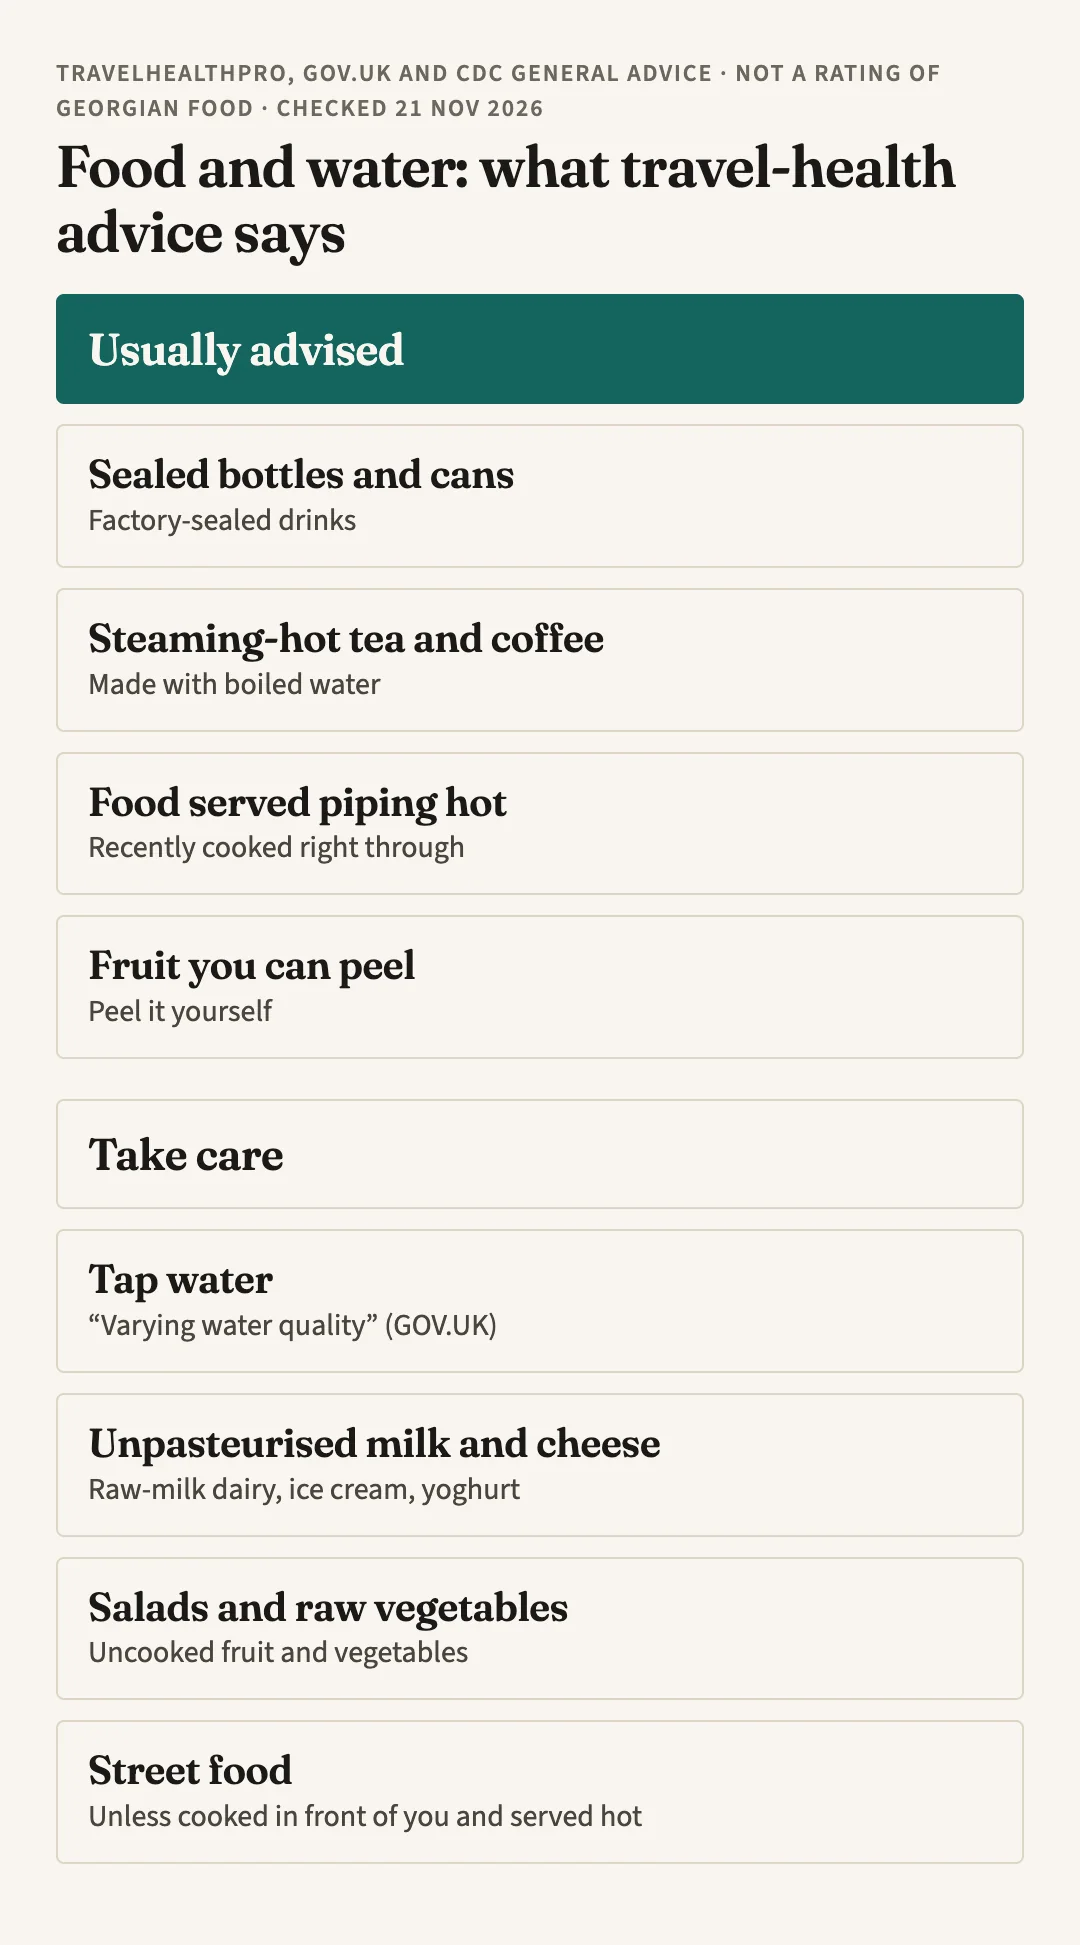 TRAVELHEALTHPRO, GOV.UK AND CDC GENERAL ADVICE · NOT A RATING OF
GEORGIAN FOOD · CHECKED 21 NOV 2026
Food and water: what travel-health
advice says
Usually advised
Sealed bottles and cans
Factory-sealed drinks
Steaming-hot tea and coffee
Made with boiled water
Food served piping hot
Recently cooked right through
Fruit you can peel
Peel it yourself
Take care
Tap water
“Varying water quality” (GOV.UK)
Unpasteurised milk and cheese
Raw-milk dairy, ice cream, yoghurt
Salads and raw vegetables
Uncooked fruit and vegetables
Street food
Unless cooked in front of you and served hot